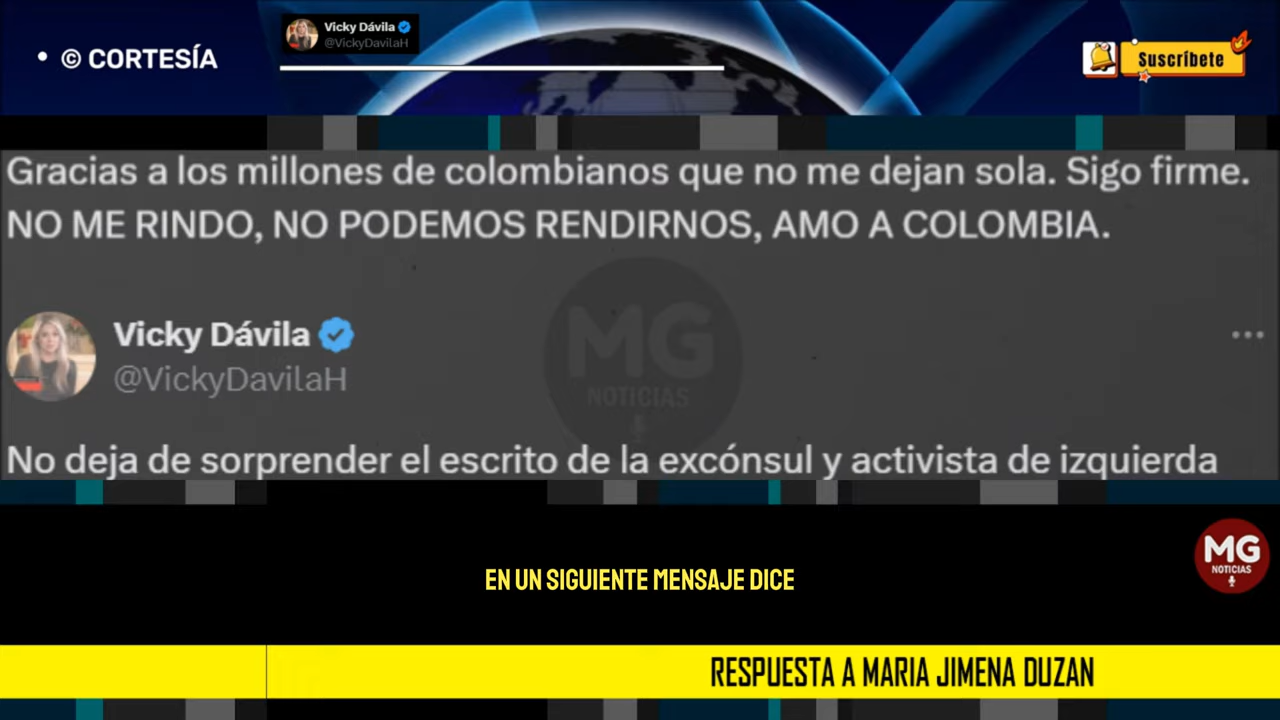 • © CORTESÍA
Vicky Dávila
@VickyDavilaH
Suscríbete
Gracias a los millones de colombianos que no me dejan sola. Sigo firme.
NO ME RINDO, NO PODEMOS RENDIRNOS, AMO A COLOMBIA.
MG
NOTICIAS
Vicky Dávila
@VickyDavilaH
No deja de sorprender el escrito de la excónsul y activista de izquierda
MG
NOTICIAS
EN UN SIGUIENTE MENSAJE DICE
RESPUESTA A MARIA JIMENA DUZAN